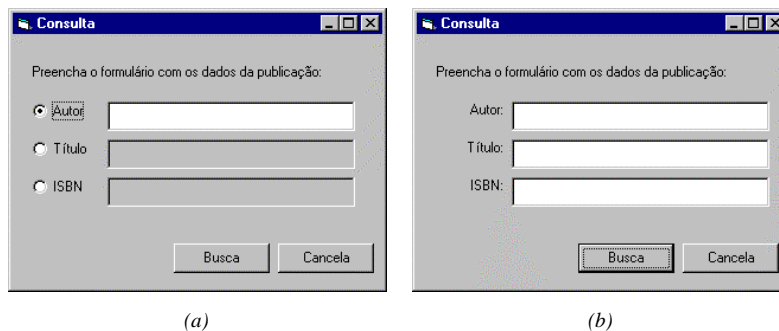 Consulta
Preencha o formulário com os dados da publicação:
Autor
Título
ISBN
Busca Cancela
(a)
Consulta
Preencha o formulário com os dados da publicação:
Autor:
Título:
ISBN:
Busca Cancela
(b)